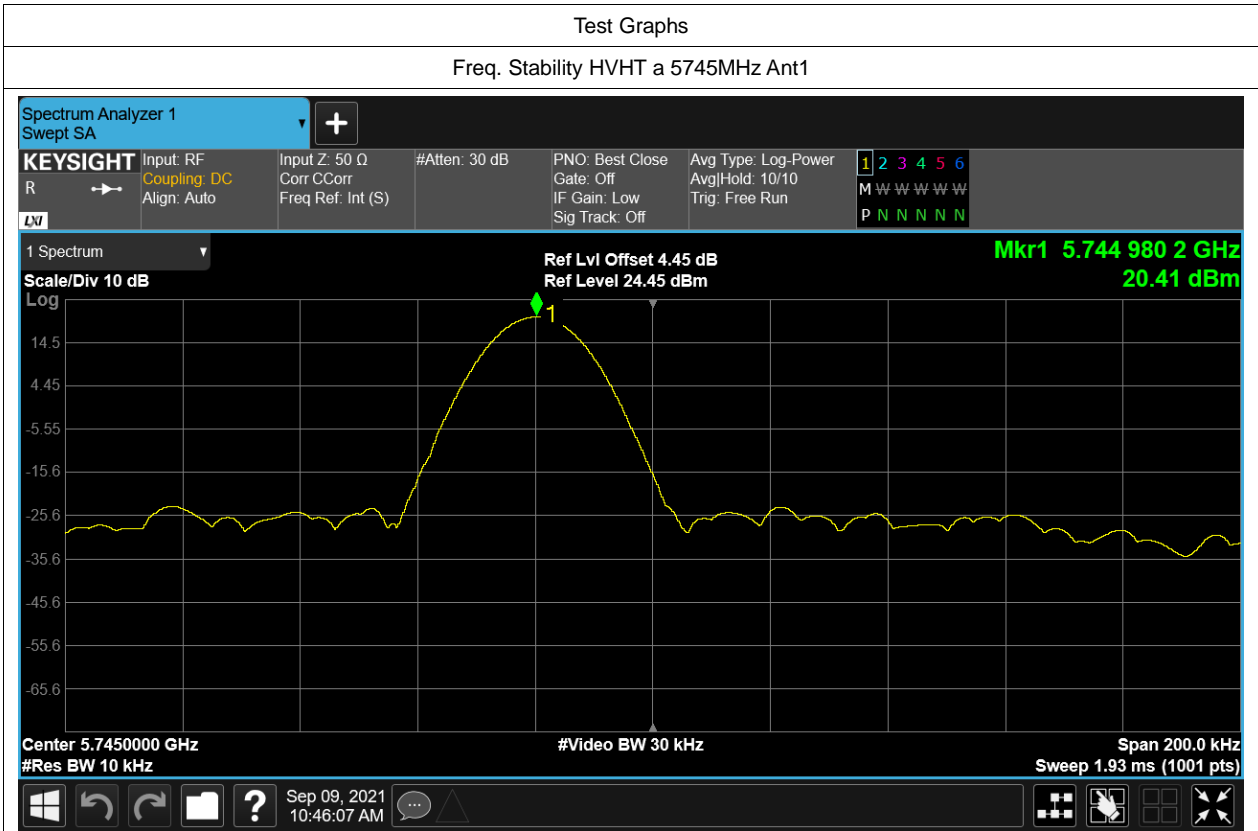 Test Graphs
Freq. Stability HVHT a 5745MHz Ant1
Spectrum Analyzer 1
Swept SA
KEYSIGHT
R
LXI
Input: RF
Coupling: DC
Align: Auto
Input Z: 50 Ω
Corr CCorr
Freq Ref: Int (S)
#Atten: 30 dB
PNO: Best Close
Gate: Off
IF Gain: Low
Sig Track: Off
Avg Type: Log-Power
Avg|Hold: 10/10
Trig: Free Run
1 2 3 4 5 6
M W W W W W
P N N N N N
1 Spectrum
Scale/Div 10 dB
Ref Lvl Offset 4.45 dB
Ref Level 24.45 dBm
Mkr1 5.744 980 2 GHz
20.41 dBm
Log
1
14.5
4.45
-5.55
-15.6
-25.6
-35.6
-45.6
-55.6
-65.6
Center 5.7450000 GHz
#Video BW 30 kHz
Span 200.0 kHz
#Res BW 10 kHz
Sweep 1.93 ms (1001 pts)
?
Sep 09, 2021
10:46:07 AM